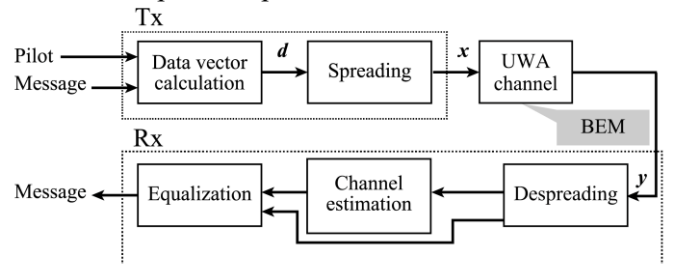 Tx
Pilot
Message
Data vector
calculation
d
Spreading
x
UWA
channel
BEM
Rx
Message
Equalization
Channel
estimation
Despreading
y